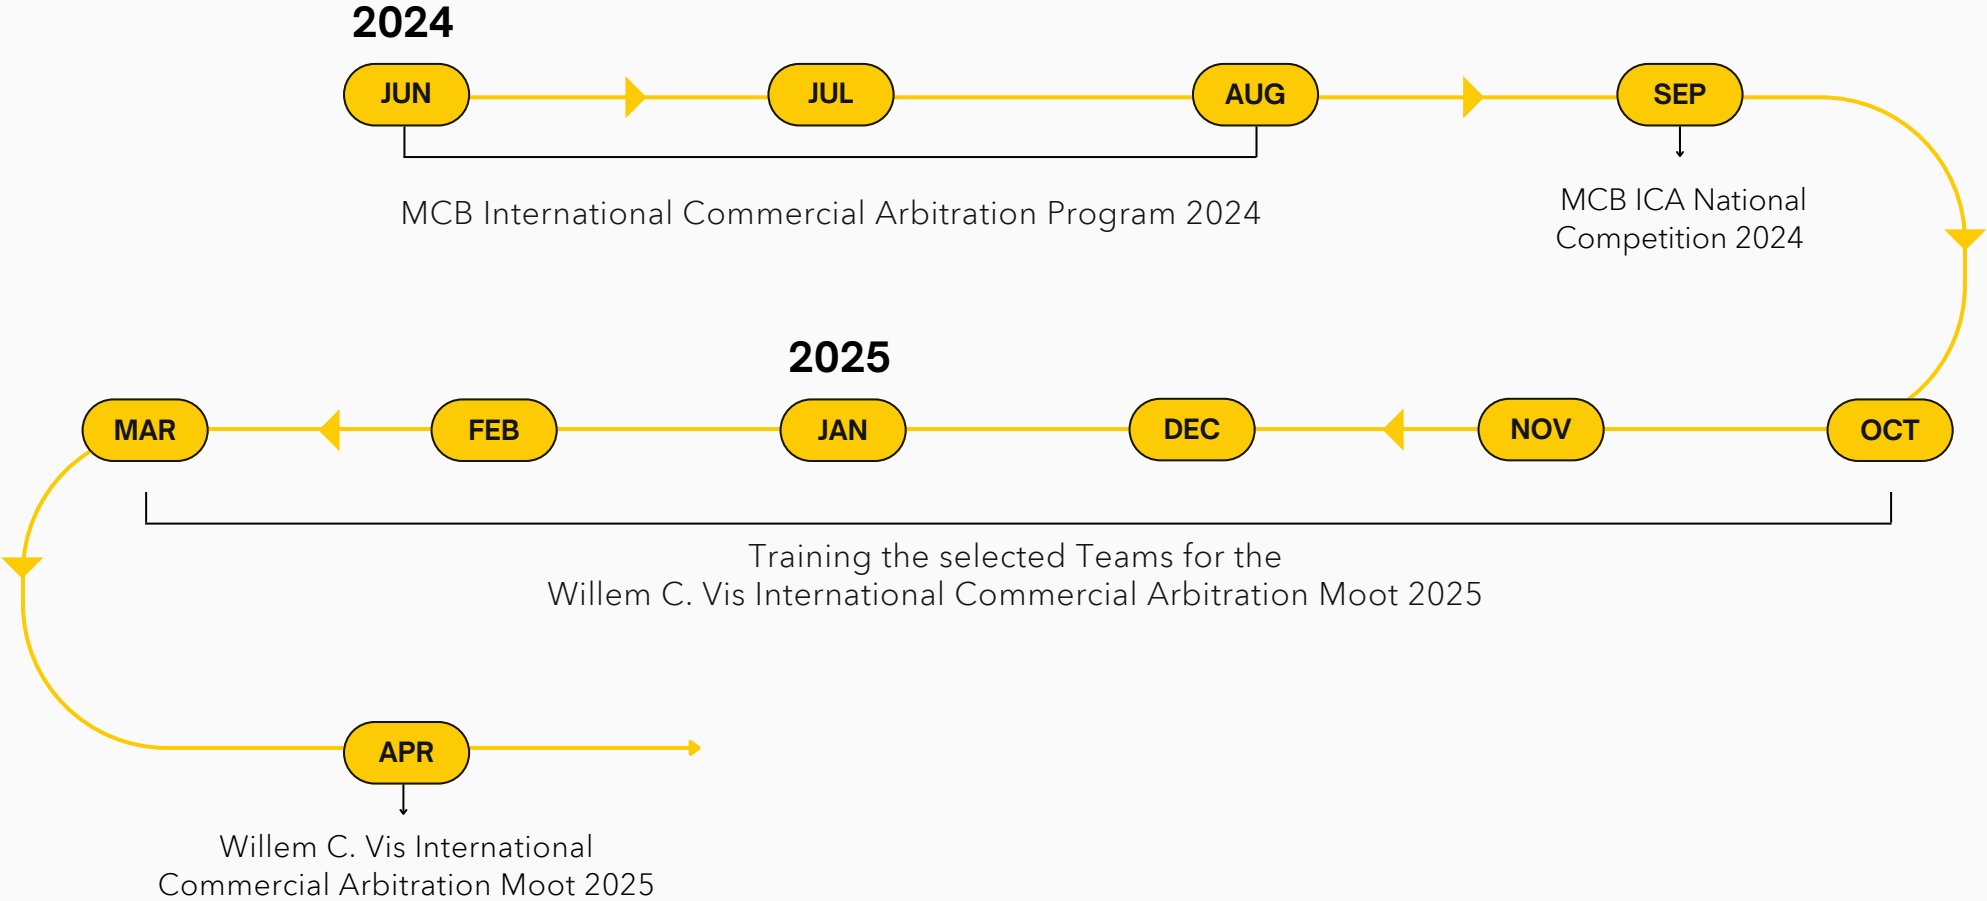 2024
JUN
JUL
AUG
SEP
MCB International Commercial Arbitration Program 2024
MCB ICA National
Competition 2024
2025
MAR
FEB
JAN
DEC
NOV
OCT
Training the selected Teams for the
Willem C. Vis International Commercial Arbitration Moot 2025
APR
Willem C. Vis International
Commercial Arbitration Moot 2025